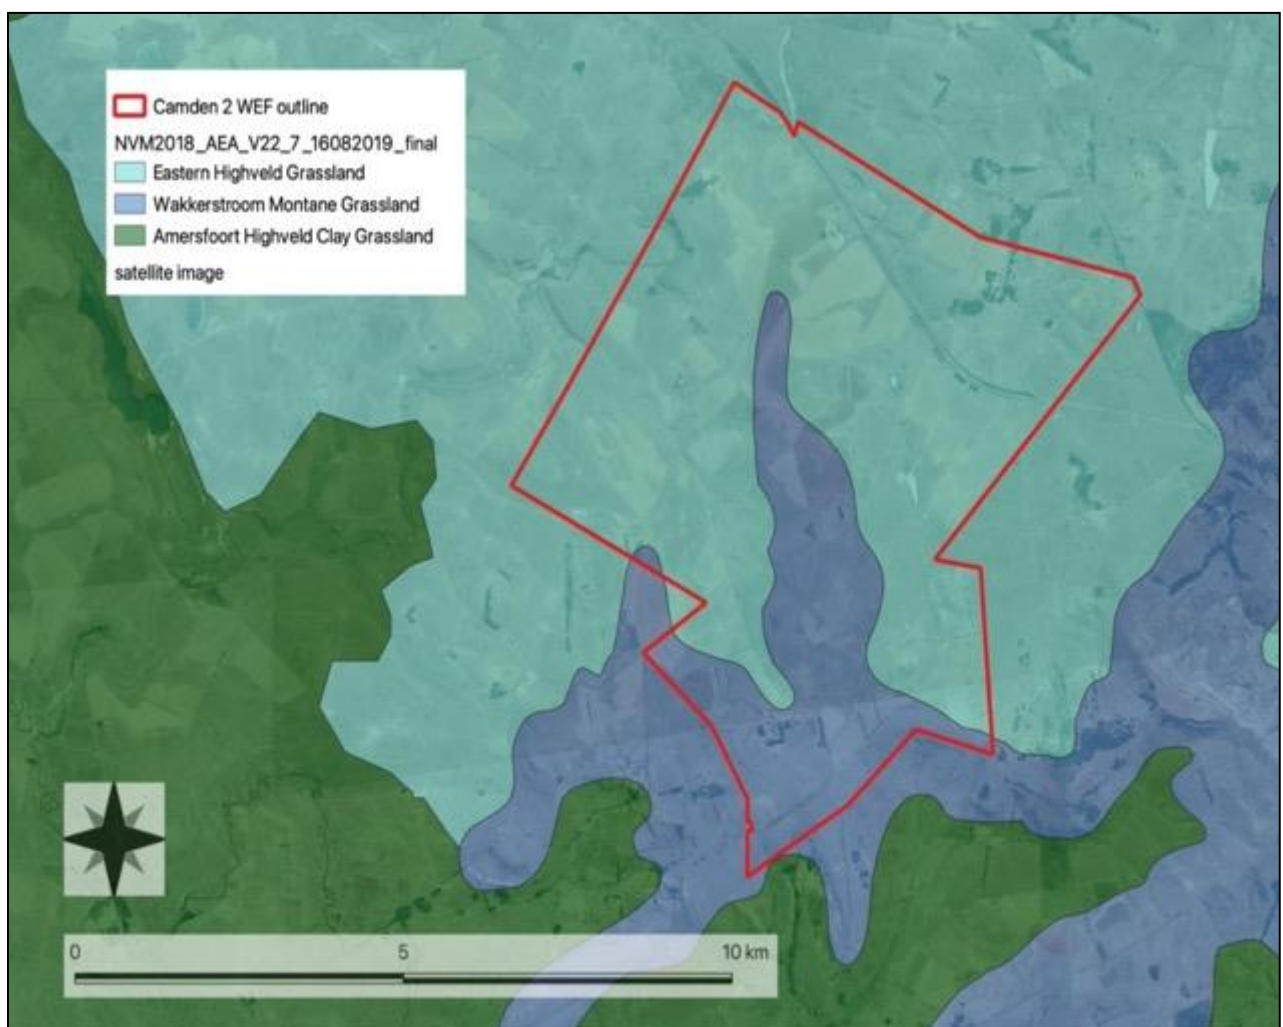 Camden 2 WEF outline
NVM2018_AEA_V22_7_16082019_final
Eastern Highveld Grassland
Wakkerstroom Montane Grassland
Amersfoort Highveld Clay Grassland
satellite image
0 5 10 km